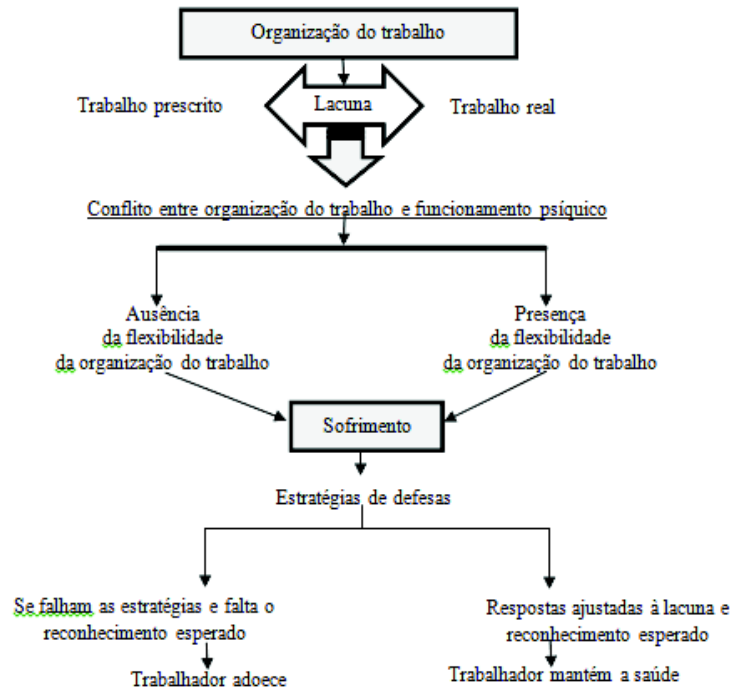 Organização do trabalho
Trabalho prescrito
Lacuna
Trabalho real
Conflito entre organização do trabalho e funcionamento psíquico
Ausência
da flexibilidade
da organização do trabalho
Presença
da flexibilidade
da organização do trabalho
Sofrimento
Estratégias de defesas
Se falham as estratégias e falta o
reconhecimento esperado
Trabalhador adoece
Respostas ajustadas à lacuna e
reconhecimento esperado
Trabalhador mantém a saúde